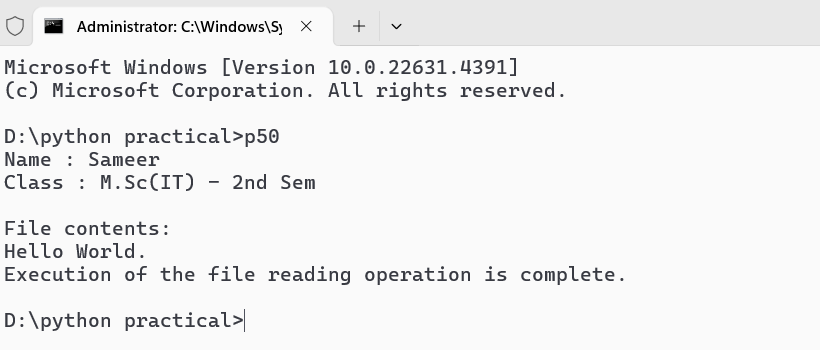 Administrator: C:\Windows\Sy
Microsoft Windows [Version 10.0.22631.4391]
(c) Microsoft Corporation. All rights reserved.
D:\python practical>p50
Name : Sameer
Class : M.Sc(IT) - 2nd Sem
File contents:
Hello World.
Execution of the file reading operation is complete.
D:\python practical>